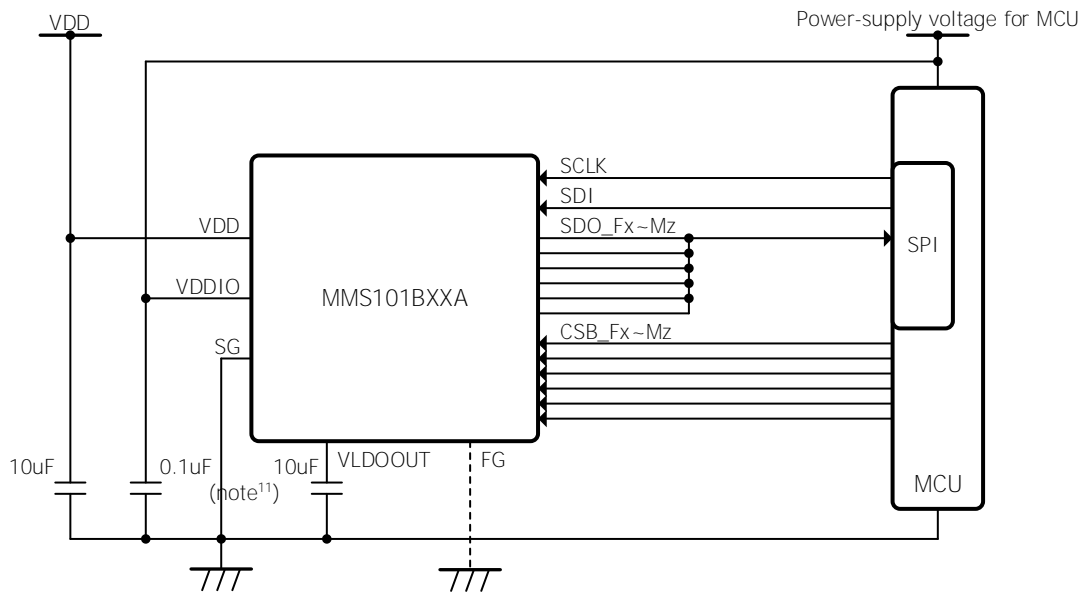 VDD
Power-supply voltage for MCU
SCLK
SDI
VDD
SDO_Fx~Mz
SPI
VDDIO
MMS101BXXA
CSB_Fx~Mz
SG
10uF
0.1uF
10uF
VLDOOUT
FG
(note¹¹)
MCU